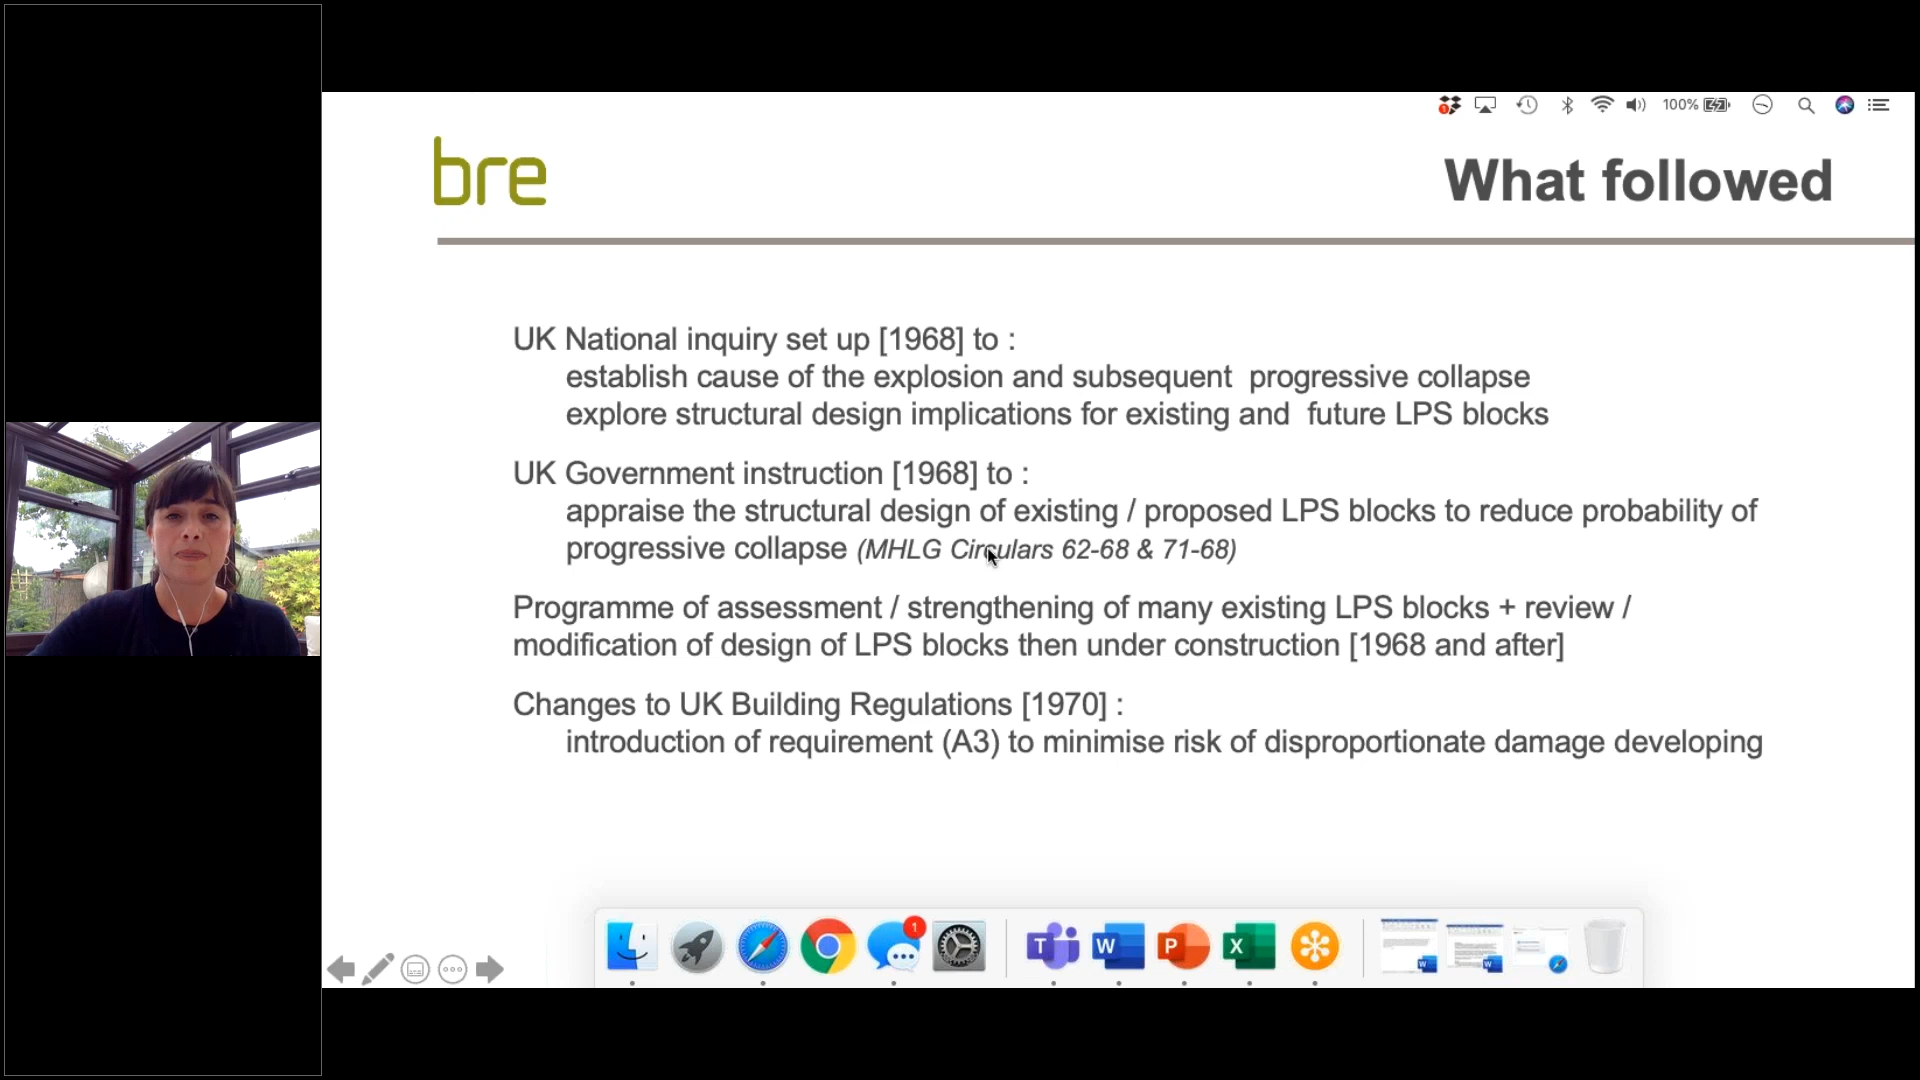 100%
bre
What followed
UK National inquiry set up [1968] to :
establish cause of the explosion and subsequent progressive collapse
explore structural design implications for existing and future LPS blocks
UK Government instruction [1968] to :
appraise the structural design of existing / proposed LPS blocks to reduce probability of
progressive collapse (MHLG Circulars 62-68 & 71-68)
Programme of assessment / strengthening of many existing LPS blocks + review /
modification of design of LPS blocks then under construction [1968 and after]
Changes to UK Building Regulations [1970] :
introduction of requirement (A3) to minimise risk of disproportionate damage developing
1
T W P X
W W